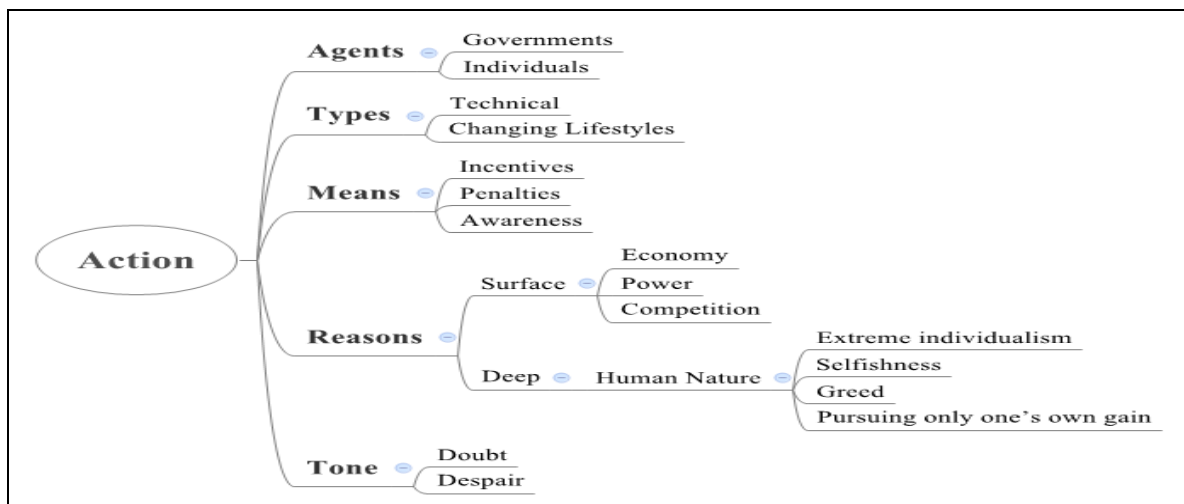 Action
Agents
Governments
Individuals
Types
Technical
Changing Lifestyles
Means
Incentives
Penalties
Awareness
Reasons
Surface
Economy
Power
Competition
Deep
Human Nature
Extreme individualism
Selfishness
Greed
Pursuing only one’s own gain
Tone
Doubt
Despair